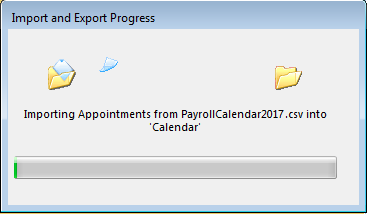 Import and Export Progress
Importing Appointments from PayrollCalendar2017.csv into
'Calendar'